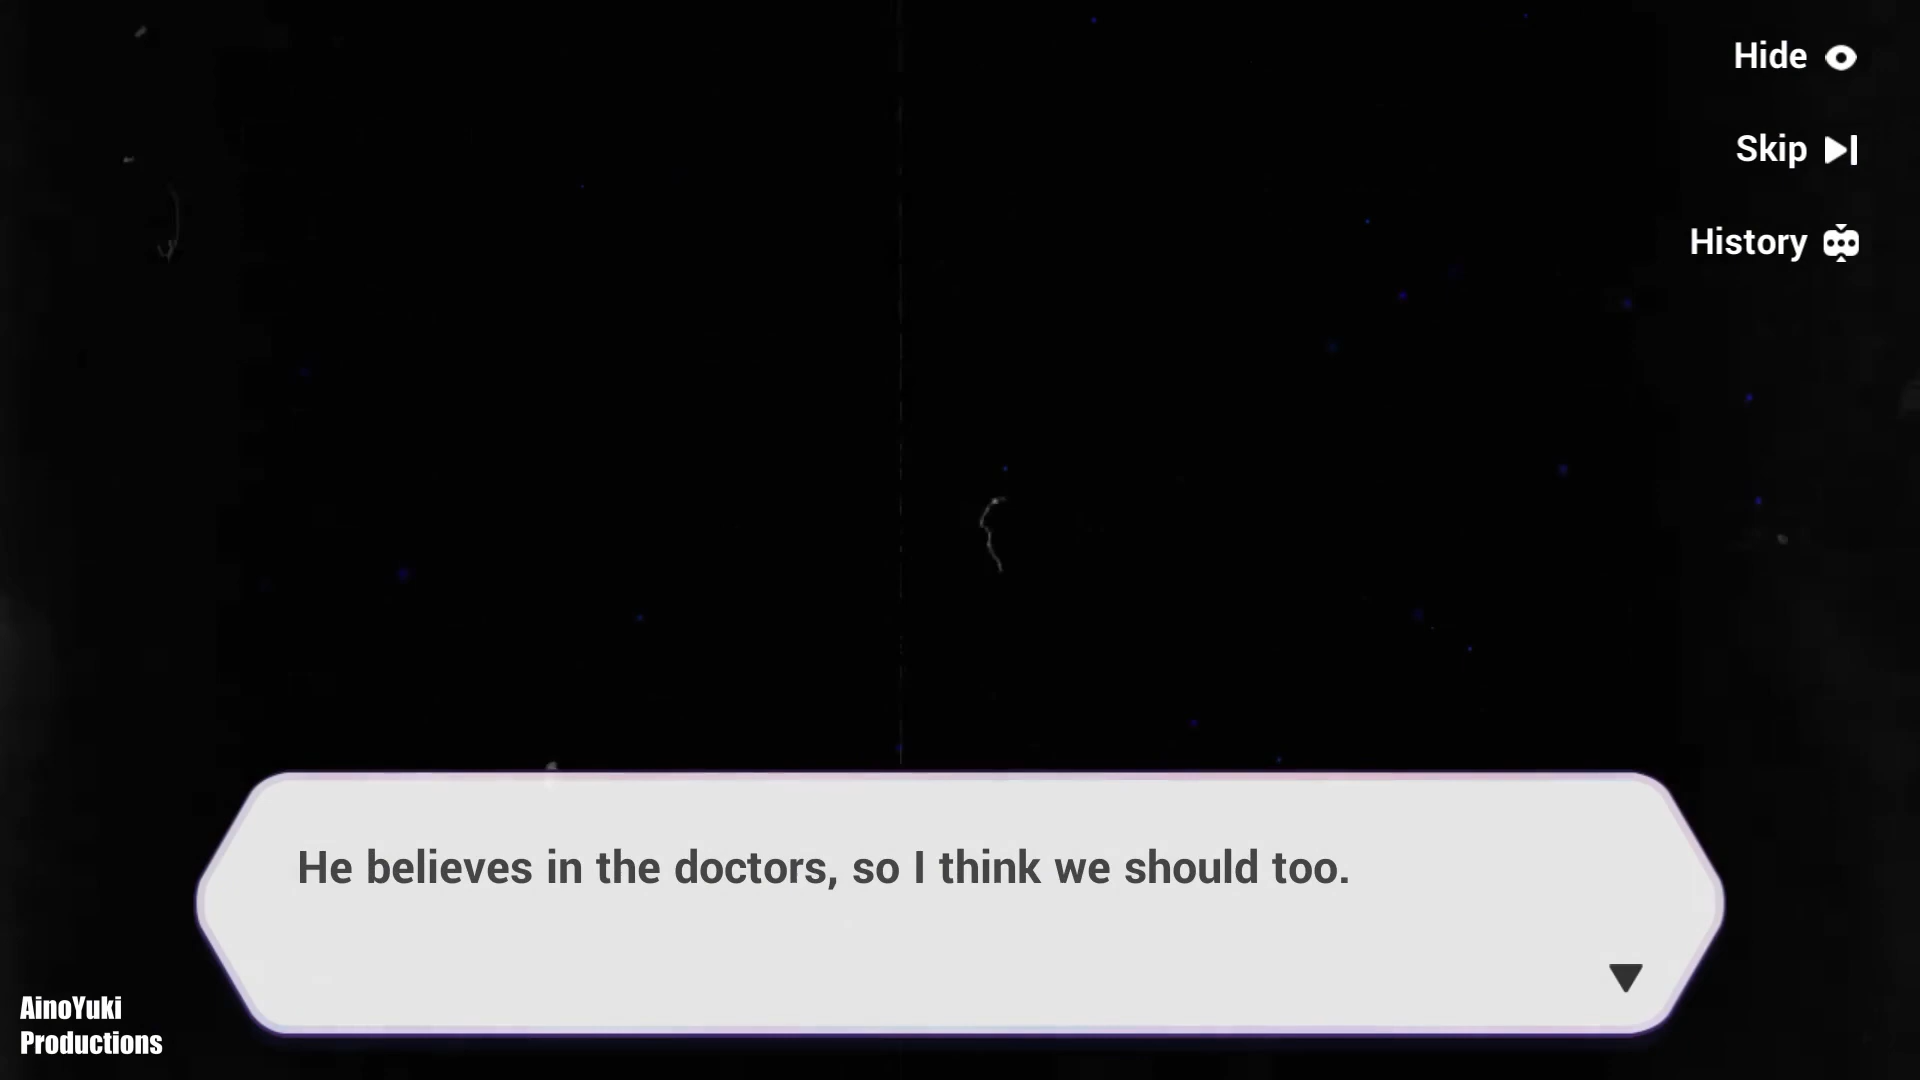 Hide
Skip
History
He believes in the doctors, so I think we should too.
AinoYuki
Productions